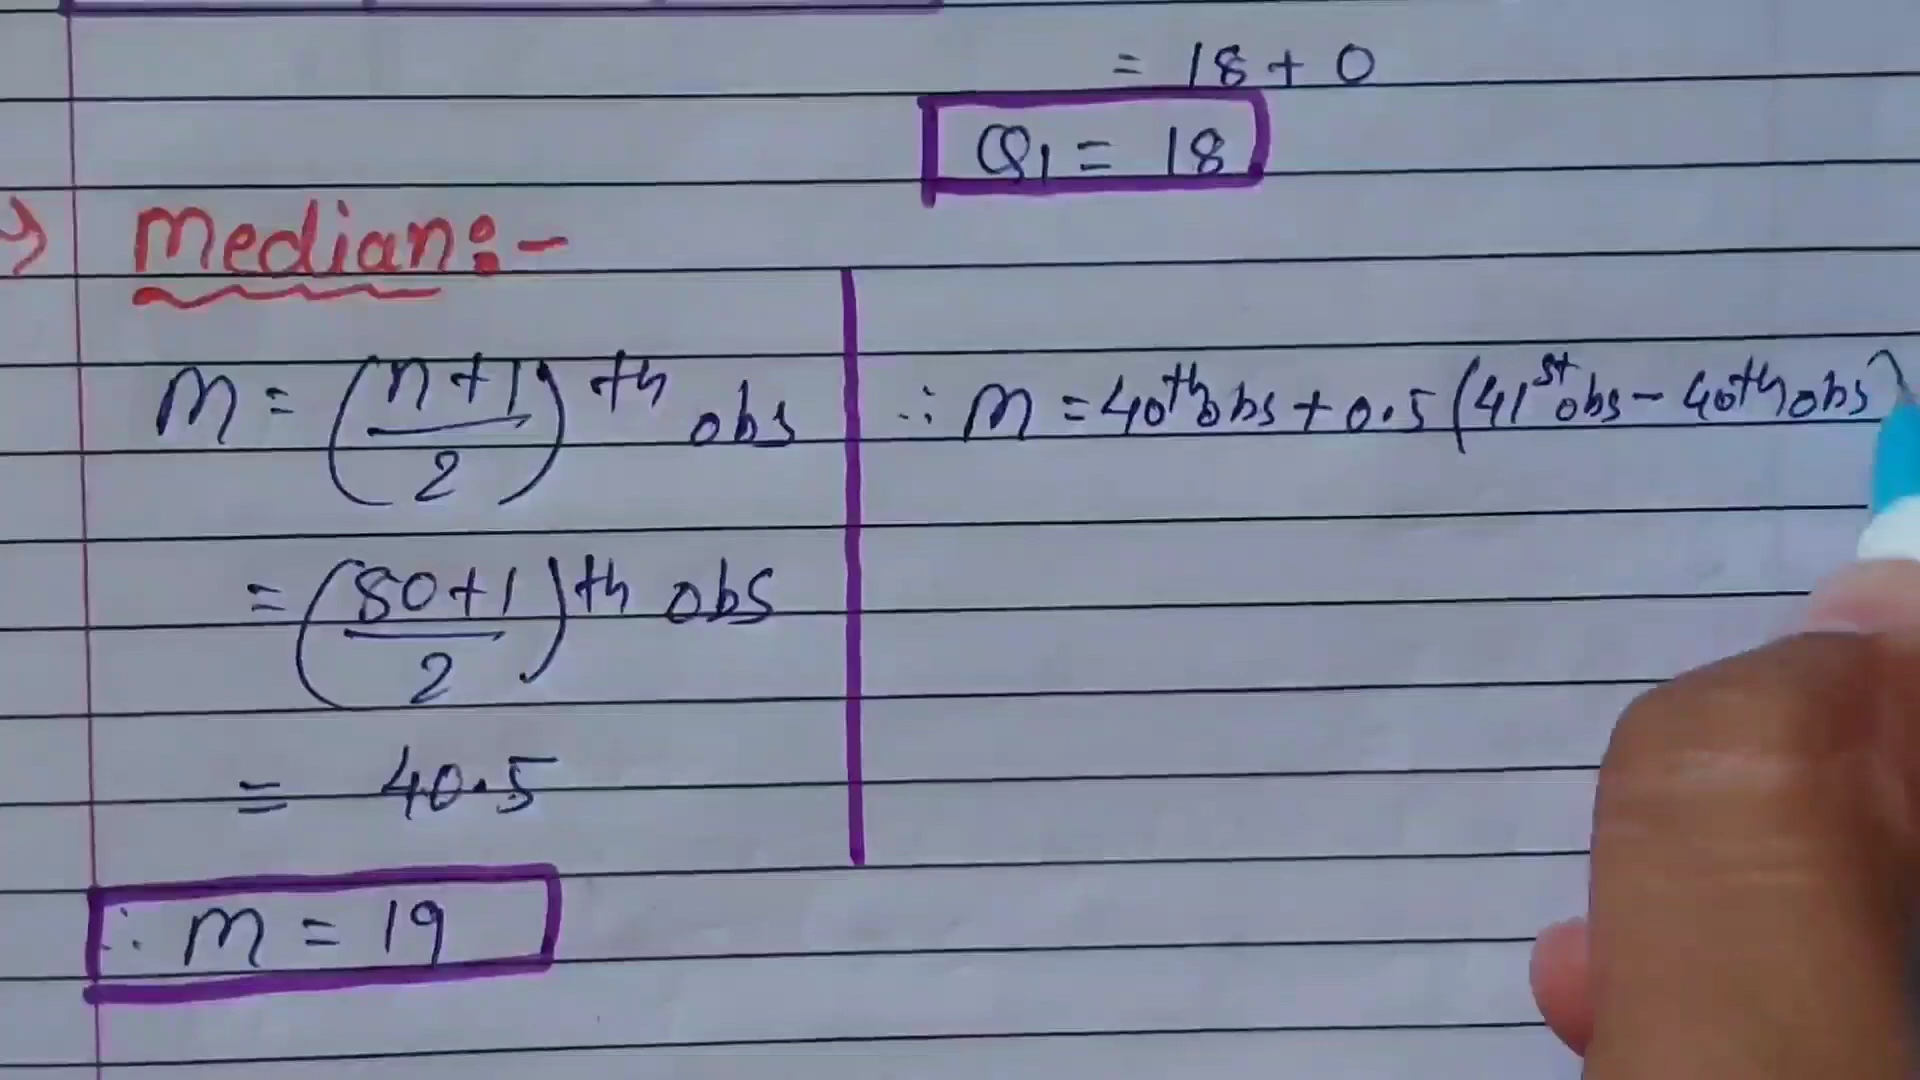 = 18 + 0
Q1 = 18
Median:-
M = (n+1/2)th obs
= (80+1/2)th obs
= 40.5
∴ M = 19
∴ M = 40th obs + 0.5 (41st obs - 40th obs)